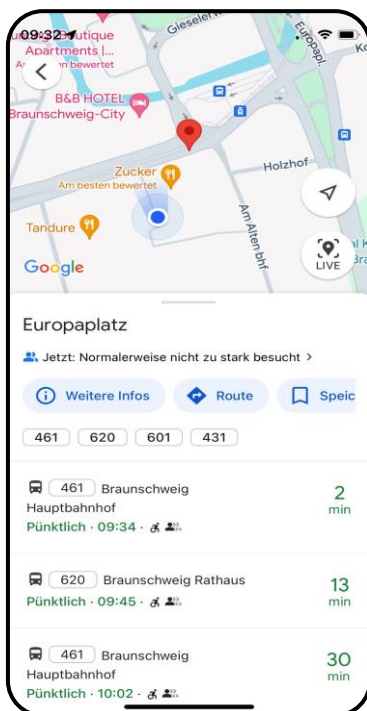 09:32
Boutique
Apartments |...
bewertet
Gieselerw
Europapl.
Ko
B&B HOTEL
Braunschweig-City
Zucker
Am besten bewertet
Holzhof
Tandure
Am Alten bhf
Google
LIVE
Europaplatz
Jetzt: Normalerweise nicht zu stark besucht >
Weitere Infos
Route
Speic
461 620 601 431
461 Braunschweig
Hauptbahnhof
2
min
Pünktlich · 09:34 ·
620 Braunschweig Rathaus
13
min
Pünktlich · 09:45 ·
461 Braunschweig
Hauptbahnhof
30
min
Pünktlich · 10:02 ·